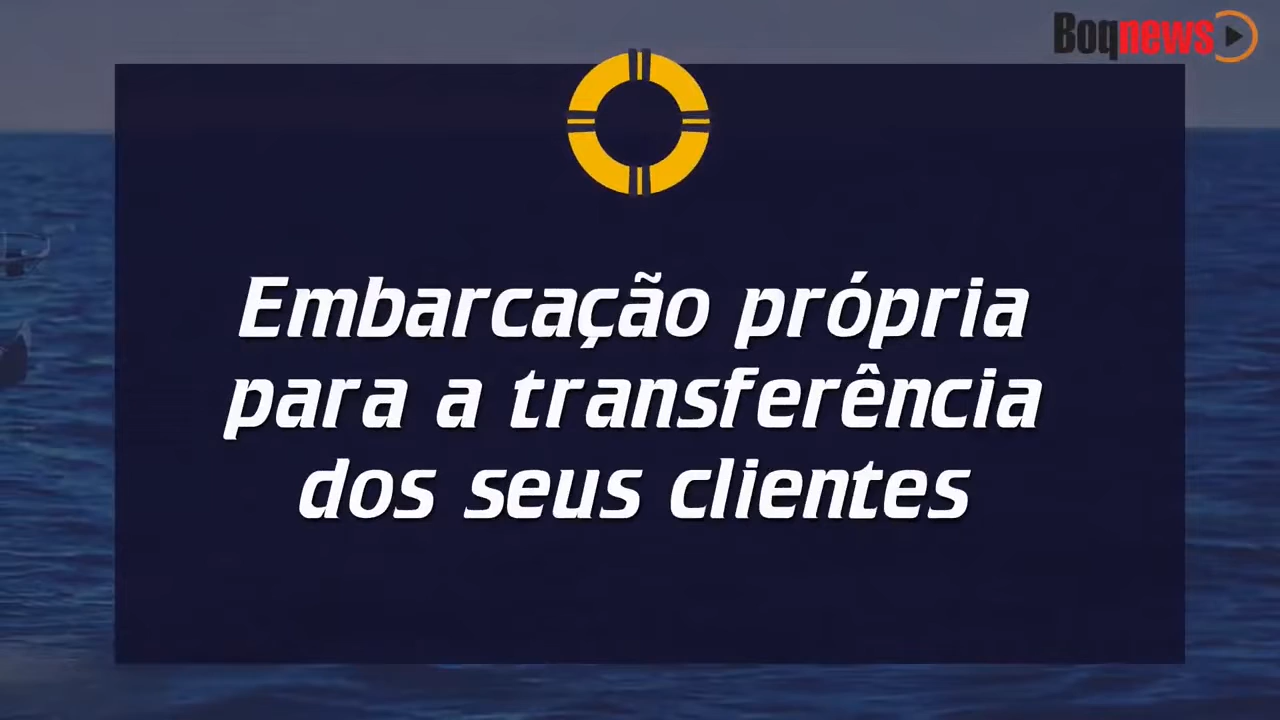 Boqnews
Embarcação própria
para a transferência
dos seus clientes